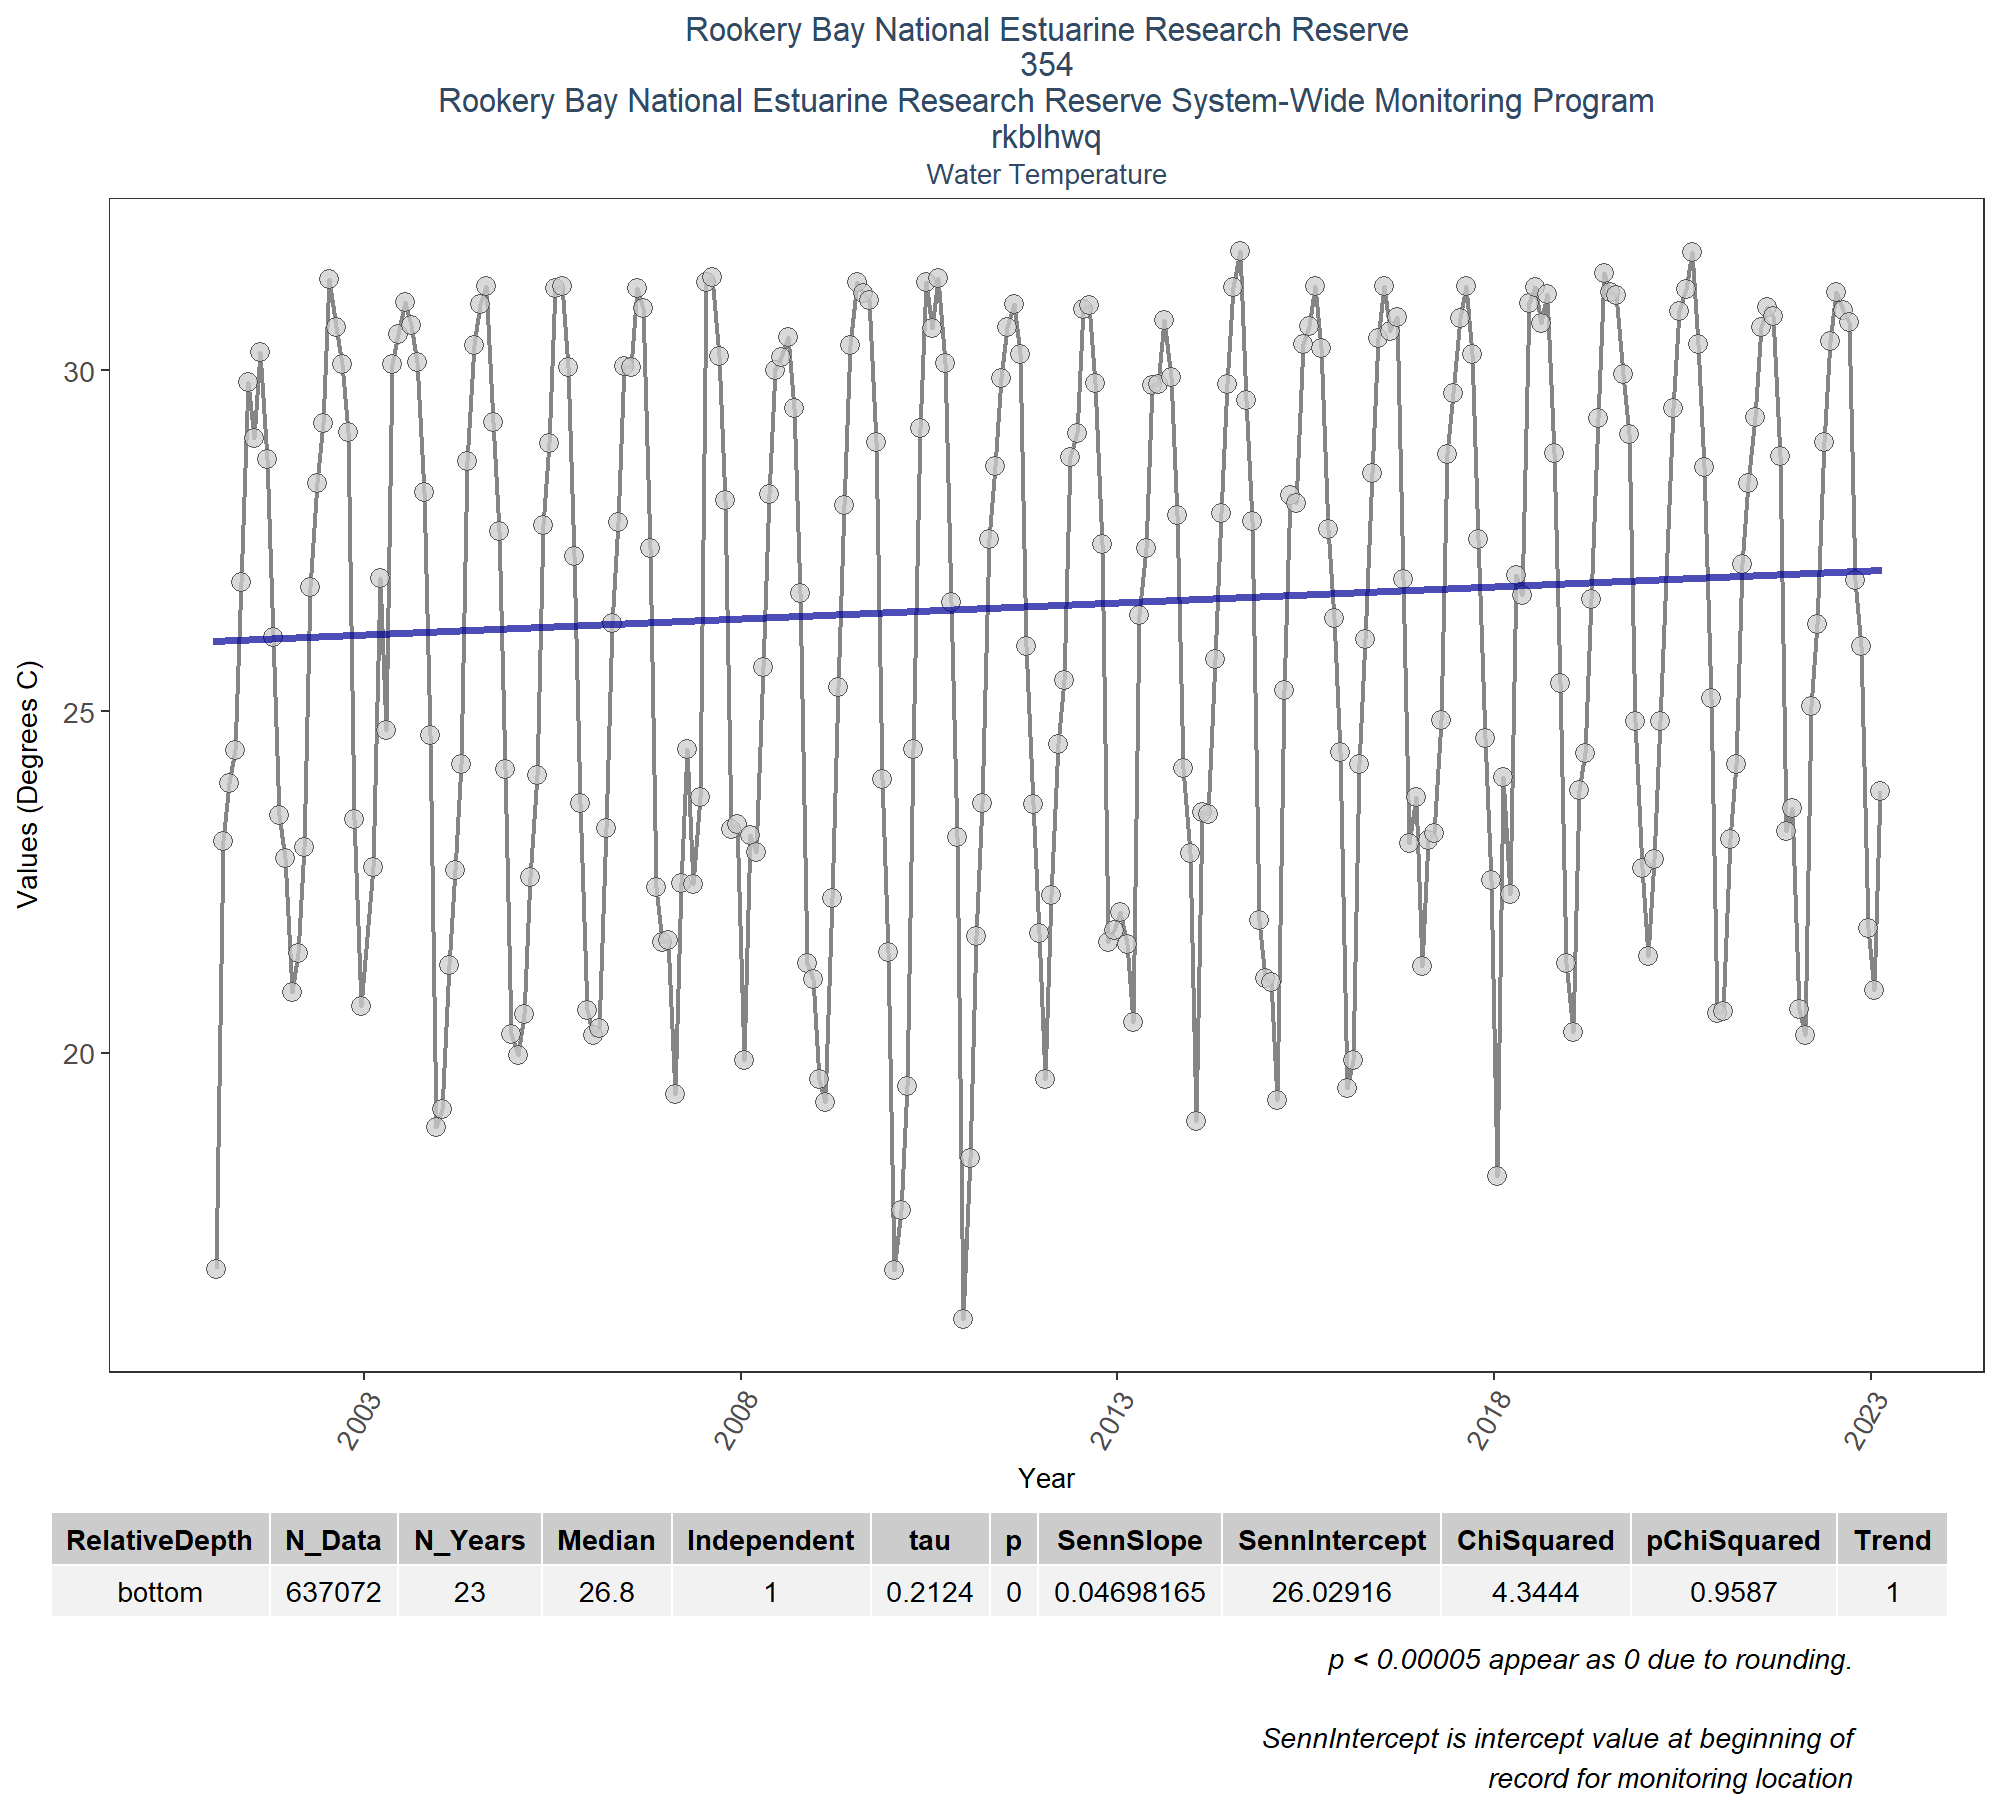 Rookery Bay National Estuarine Research Reserve
354
Rookery Bay National Estuarine Research Reserve System-Wide Monitoring Program
rkblhwq
Water Temperature
Values (Degrees C)
30
25
20
2003
2008
2013
2018
2023
Year
RelativeDepth N_Data N_Years Median Independent tau p SennSlope SennIntercept ChiSquared pChiSquared Trend
bottom 637072 23 26.8 1 0.2124 0 0.04698165 26.02916 4.3444 0.9587 1
p < 0.00005 appear as 0 due to rounding.
SennIntercept is intercept value at beginning of
record for monitoring location